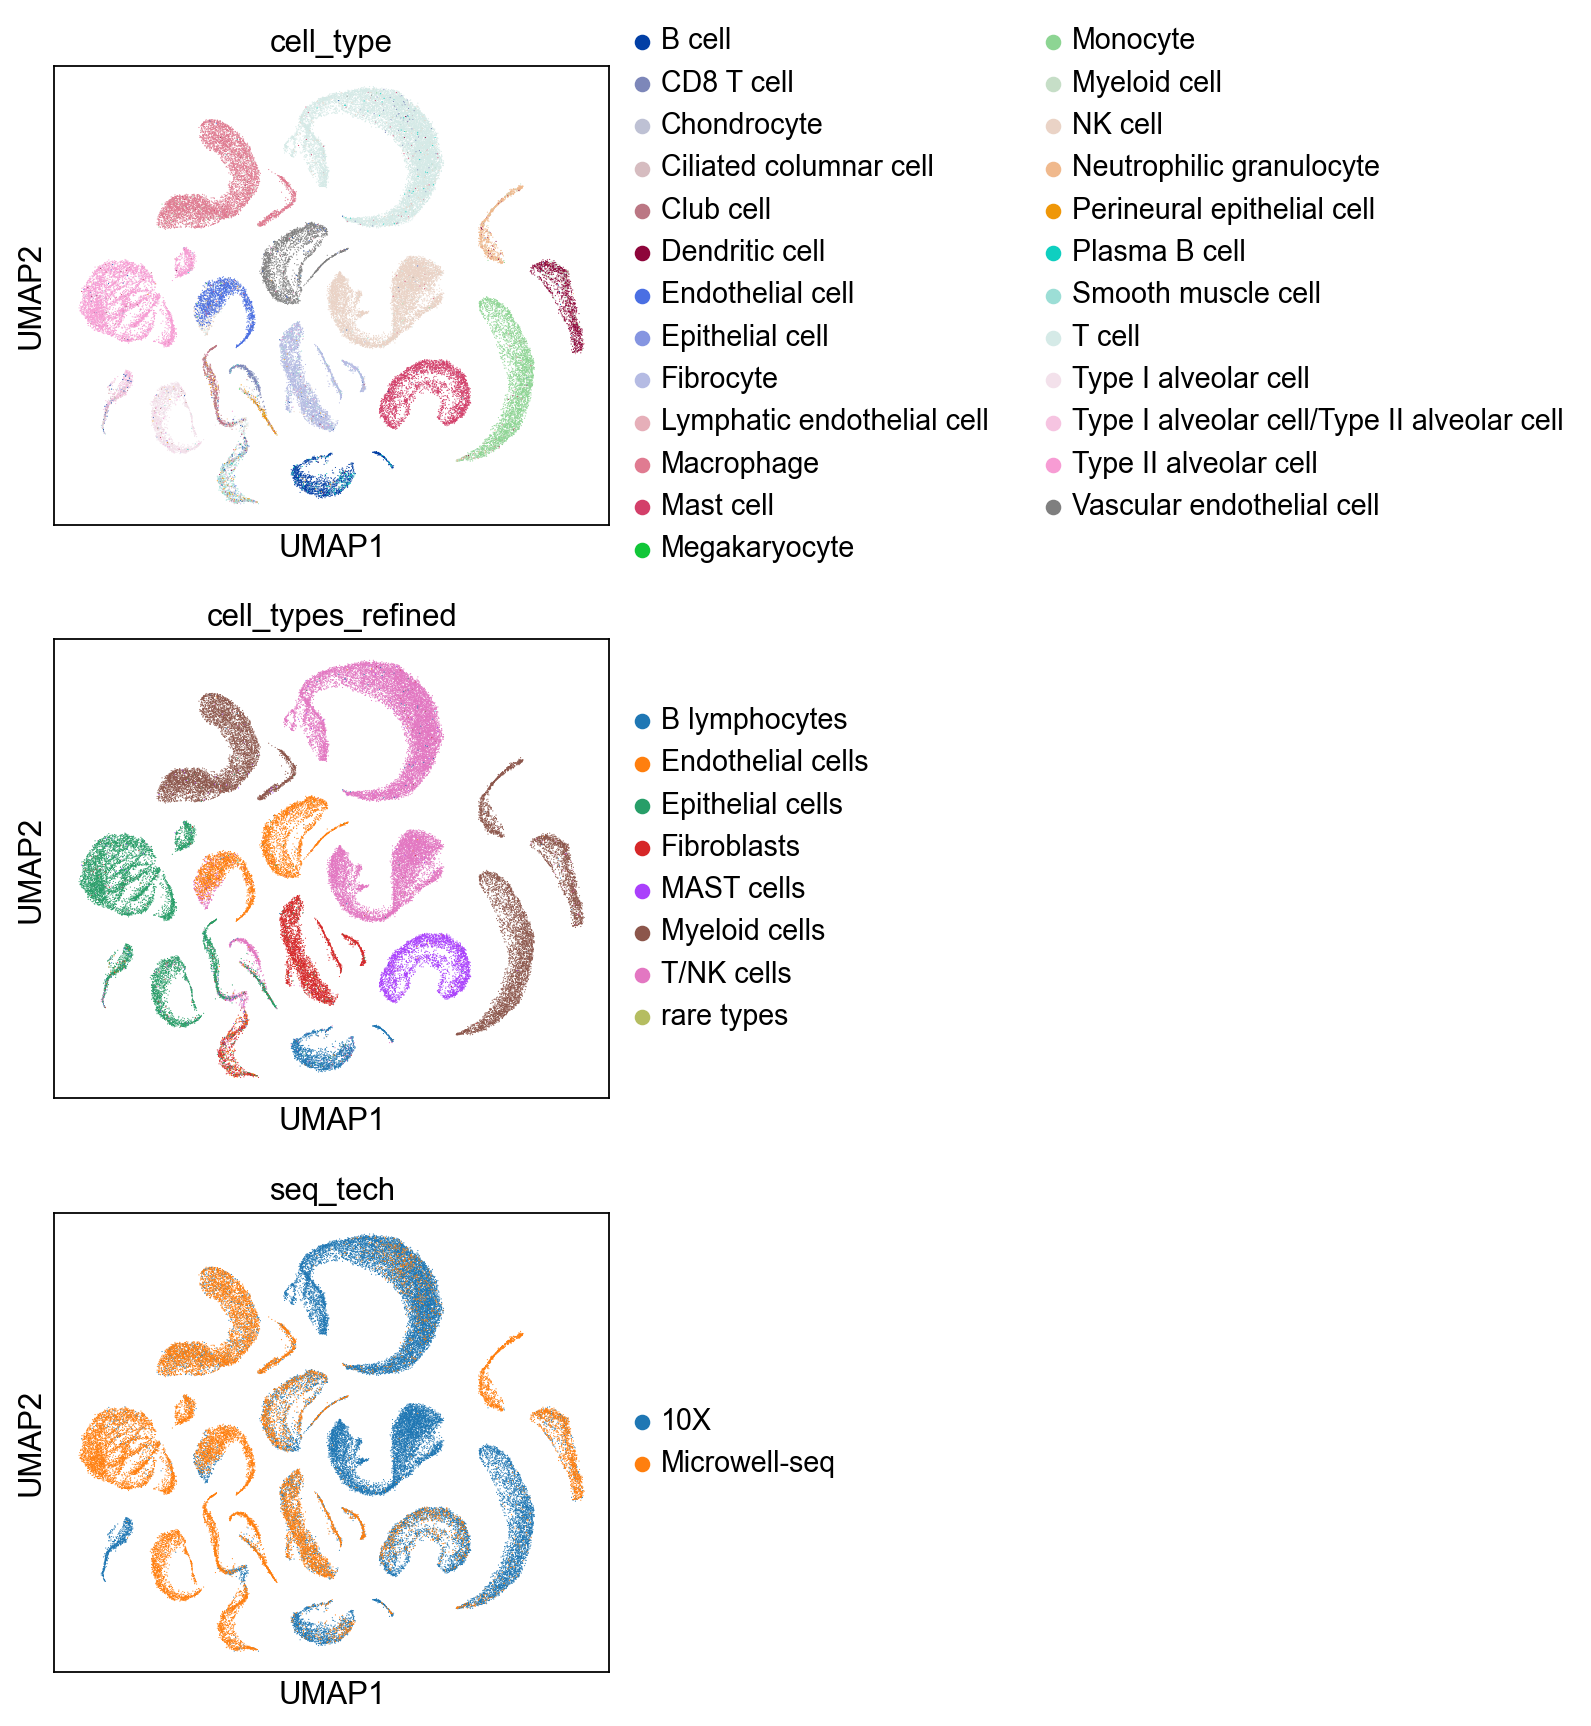 cell_type
UMAP2
UMAP1
B cell
CD8 T cell
Chondrocyte
Ciliated columnar cell
Club cell
Dendritic cell
Endothelial cell
Epithelial cell
Fibrocyte
Lymphatic endothelial cell
Macrophage
Mast cell
Megakaryocyte
Monocyte
Myeloid cell
NK cell
Neutrophilic granulocyte
Perineural epithelial cell
Plasma B cell
Smooth muscle cell
T cell
Type I alveolar cell
Type I alveolar cell/Type II alveolar cell
Type II alveolar cell
Vascular endothelial cell
cell_types_refined
UMAP2
UMAP1
B lymphocytes
Endothelial cells
Epithelial cells
Fibroblasts
MAST cells
Myeloid cells
T/NK cells
rare types
seq_tech
UMAP2
UMAP1
10X
Microwell-seq